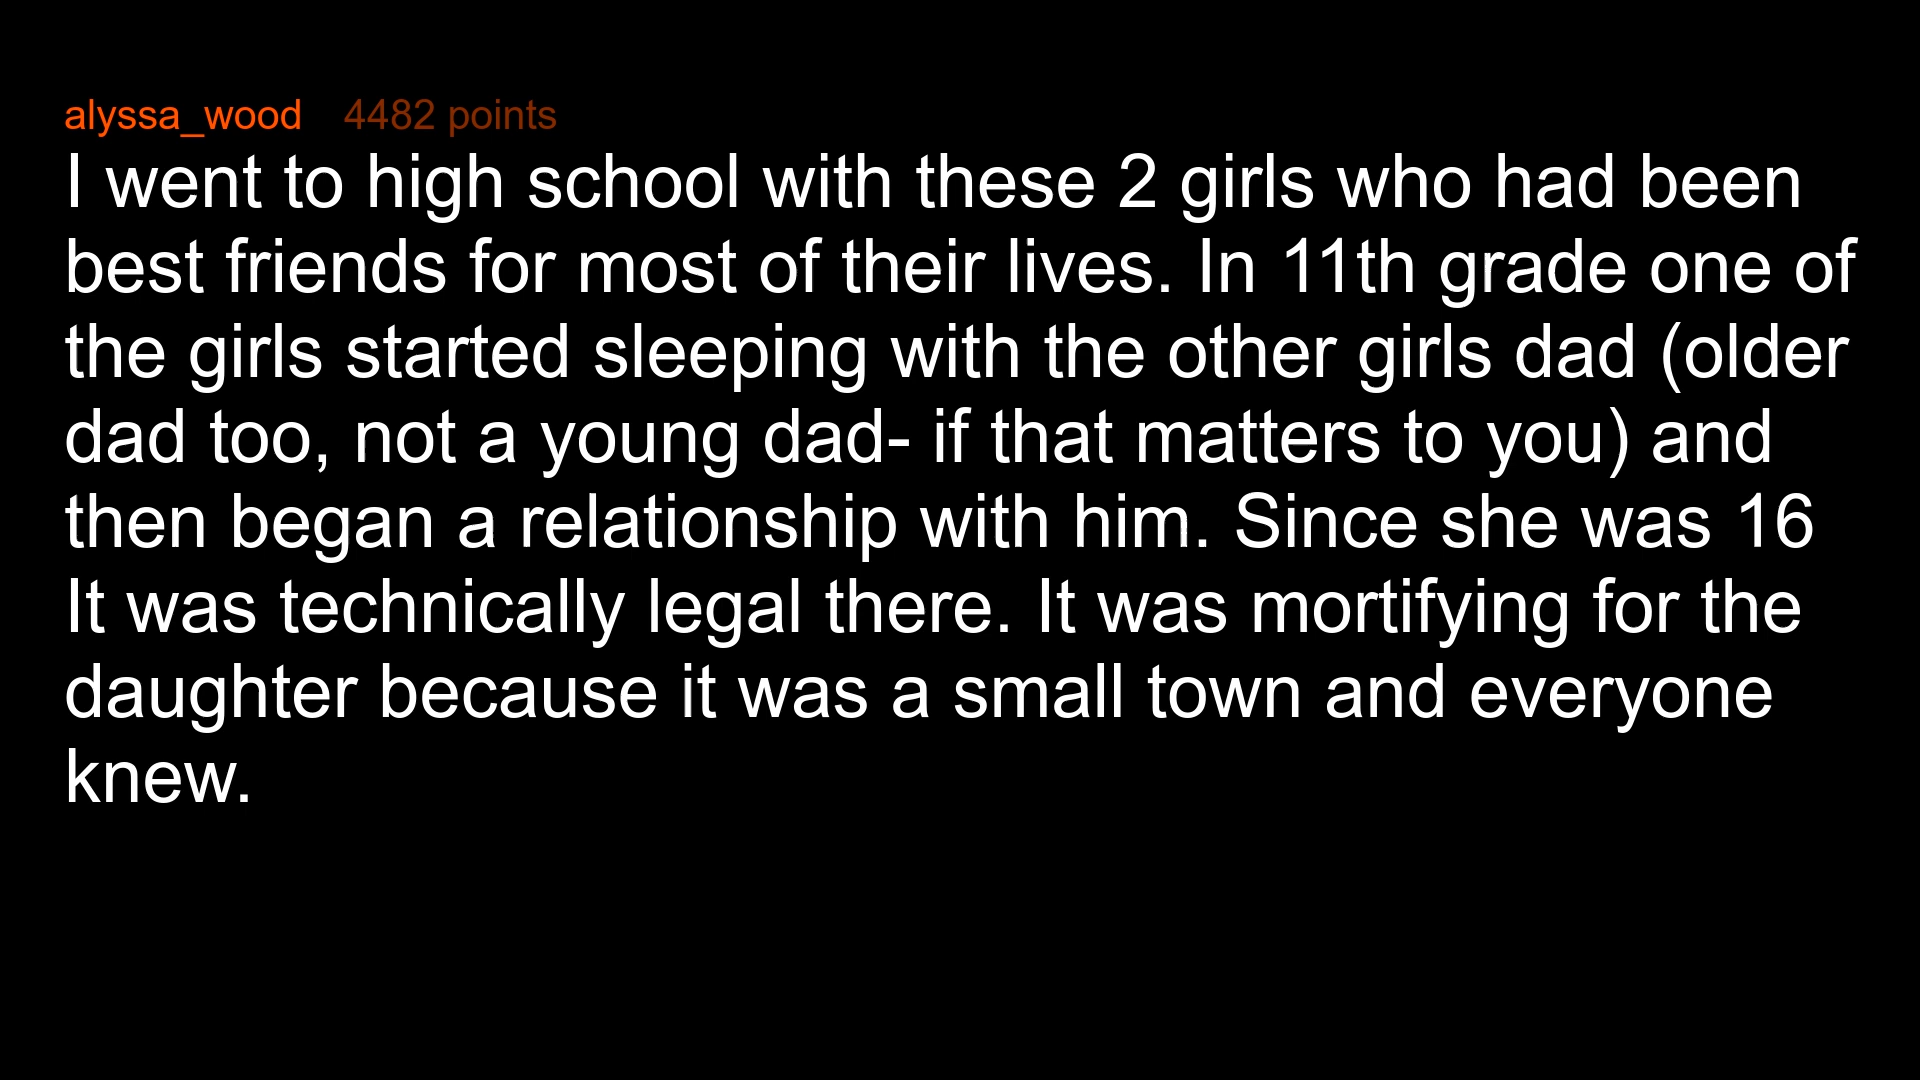 alyssa_wood 4482 points
I went to high school with these 2 girls who had been
best friends for most of their lives. In 11th grade one of
the girls started sleeping with the other girls dad (older
dad too, not a young dad- if that matters to you) and
then began a relationship with him. Since she was 16
It was technically legal there. It was mortifying for the
daughter because it was a small town and everyone
knew.